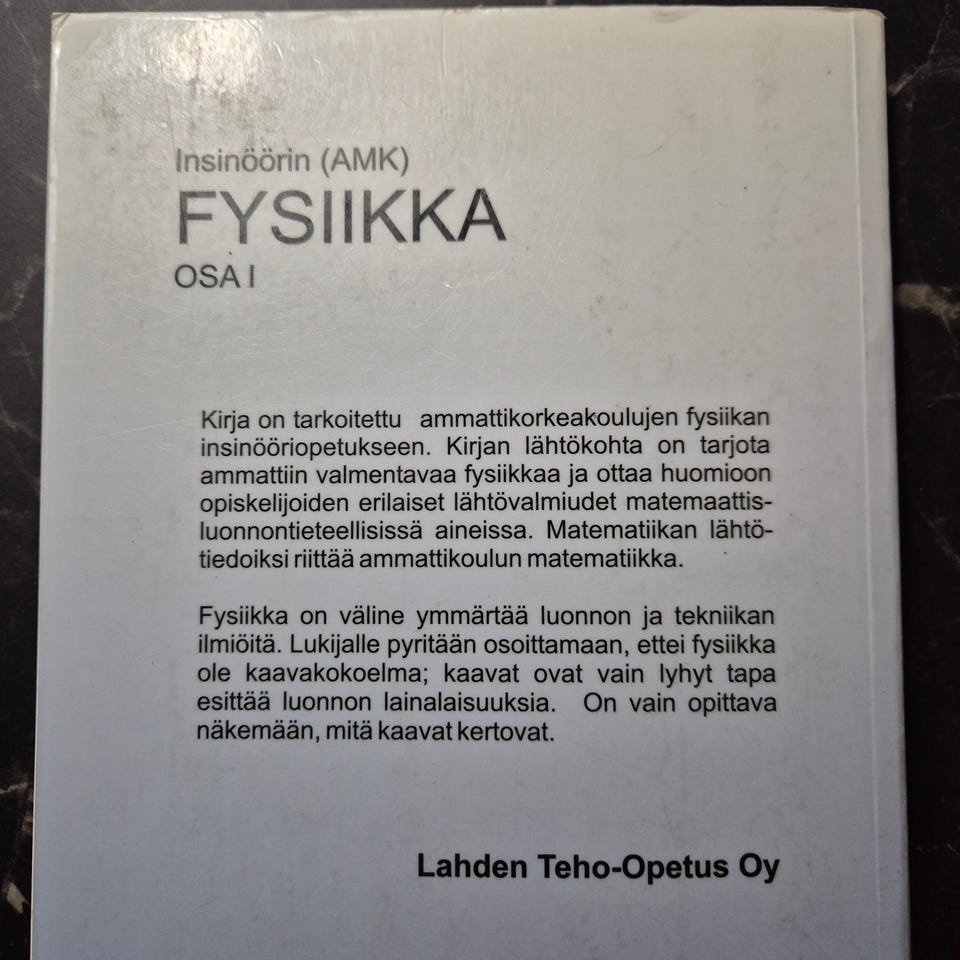 Insinöörin (AMK)
FYSIIKKA
OSA I
Kirja on tarkoitettu ammattikorkeakoulujen fysiikan
insinööriopetukseen. Kirjan lähtökohta on tarjota
ammattiin valmentavaa fysiikkaa ja ottaa huomioon
opiskelijoiden erilaiset lähtövalmiudet matemaattis-
luonnontieteellisissä aineissa. Matematiikan lähtö-
tiedoiksi riittää ammattikoulun matematiikka.
Fysiikka on väline ymmärtää luonnon ja tekniikan
ilmiöitä. Lukijalle pyritään osoittamaan, ettei fysiikka
ole kaavakokoelma; kaavat ovat vain lyhyt tapa
esittää luonnon lainalaisuuksia. On vain opittava
näkemään, mitä kaavat kertovat.
Lahden Teho-Opetus Oy